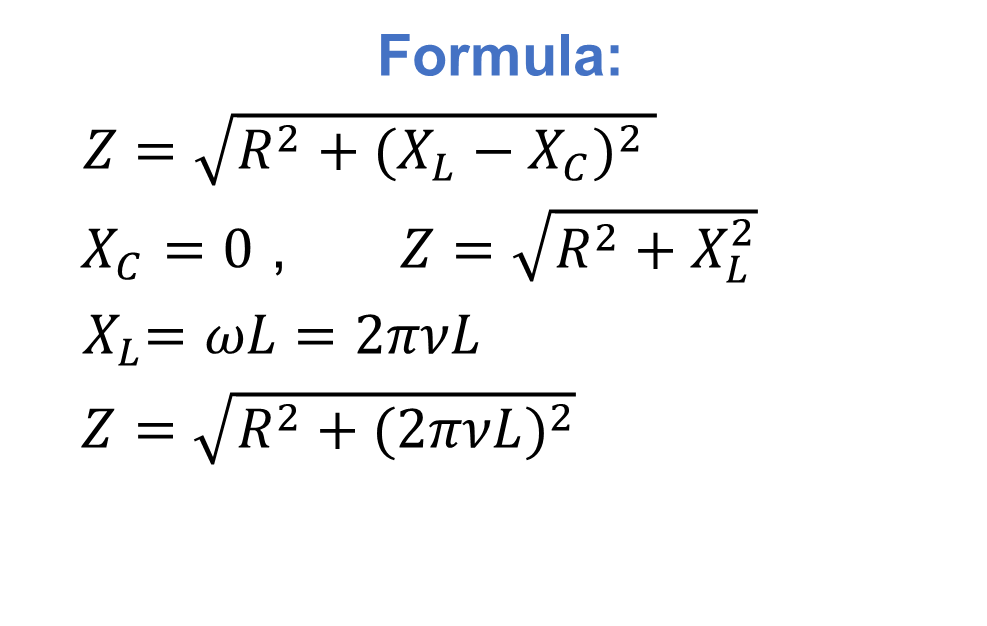 Formula:
Z = √(R² + (X_L − X_C)²)
X_C = 0 , Z = √(R² + X_L²)
X_L = ωL = 2πνL
Z = √(R² + (2πνL)²)